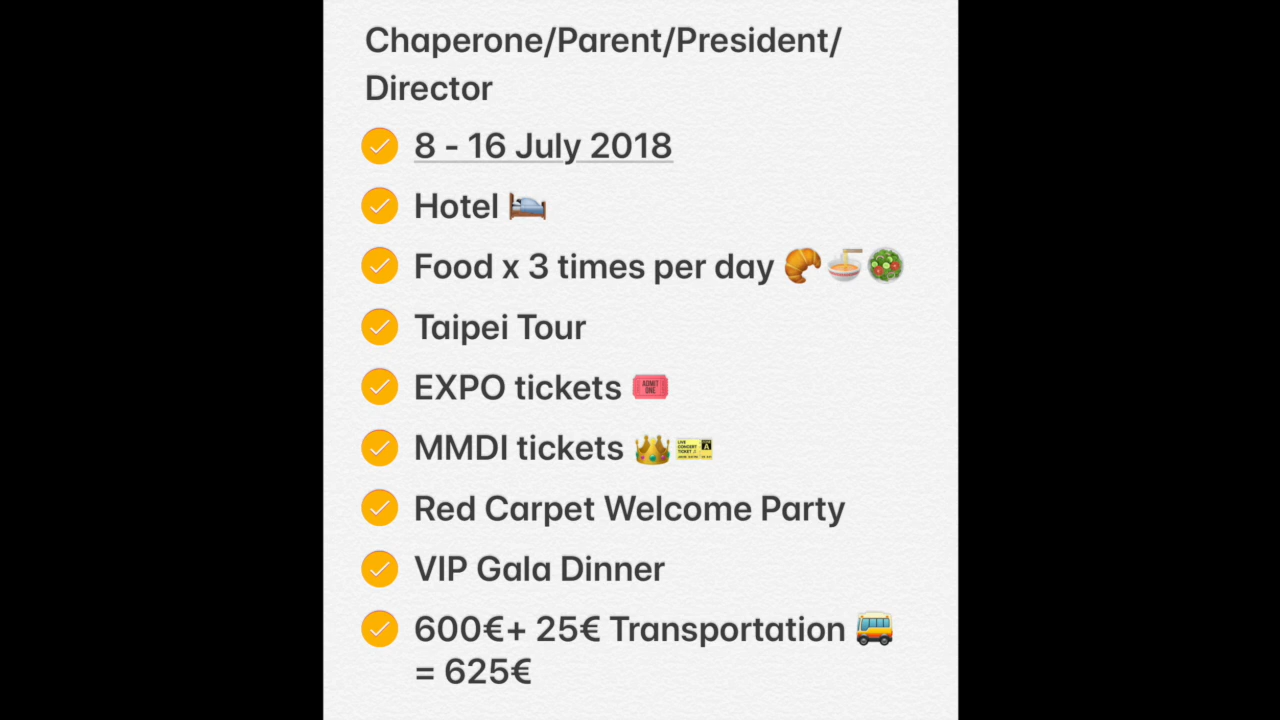 Chaperone/Parent/President/
Director
8 - 16 July 2018
Hotel 🛏️
Food x 3 times per day 🥐🍜🥗
Taipei Tour
EXPO tickets 🎟️
MMDI tickets 👑🎫
Red Carpet Welcome Party
VIP Gala Dinner
600€+ 25€ Transportation 🚌
= 625€